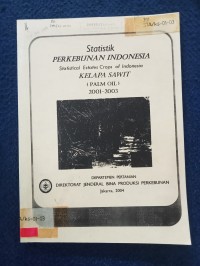 Statistik
PERKEBUNAN INDONESIA
Statistical Estate Crops of Indonesia
KELAPA SAWIT
(PALM OIL)
2001-2003
DEPARTEMEN PERTANIAN
DIREKTORAT JENDERAL BINA PRODUKSI PERKEBUNAN
Jakarta, 2004